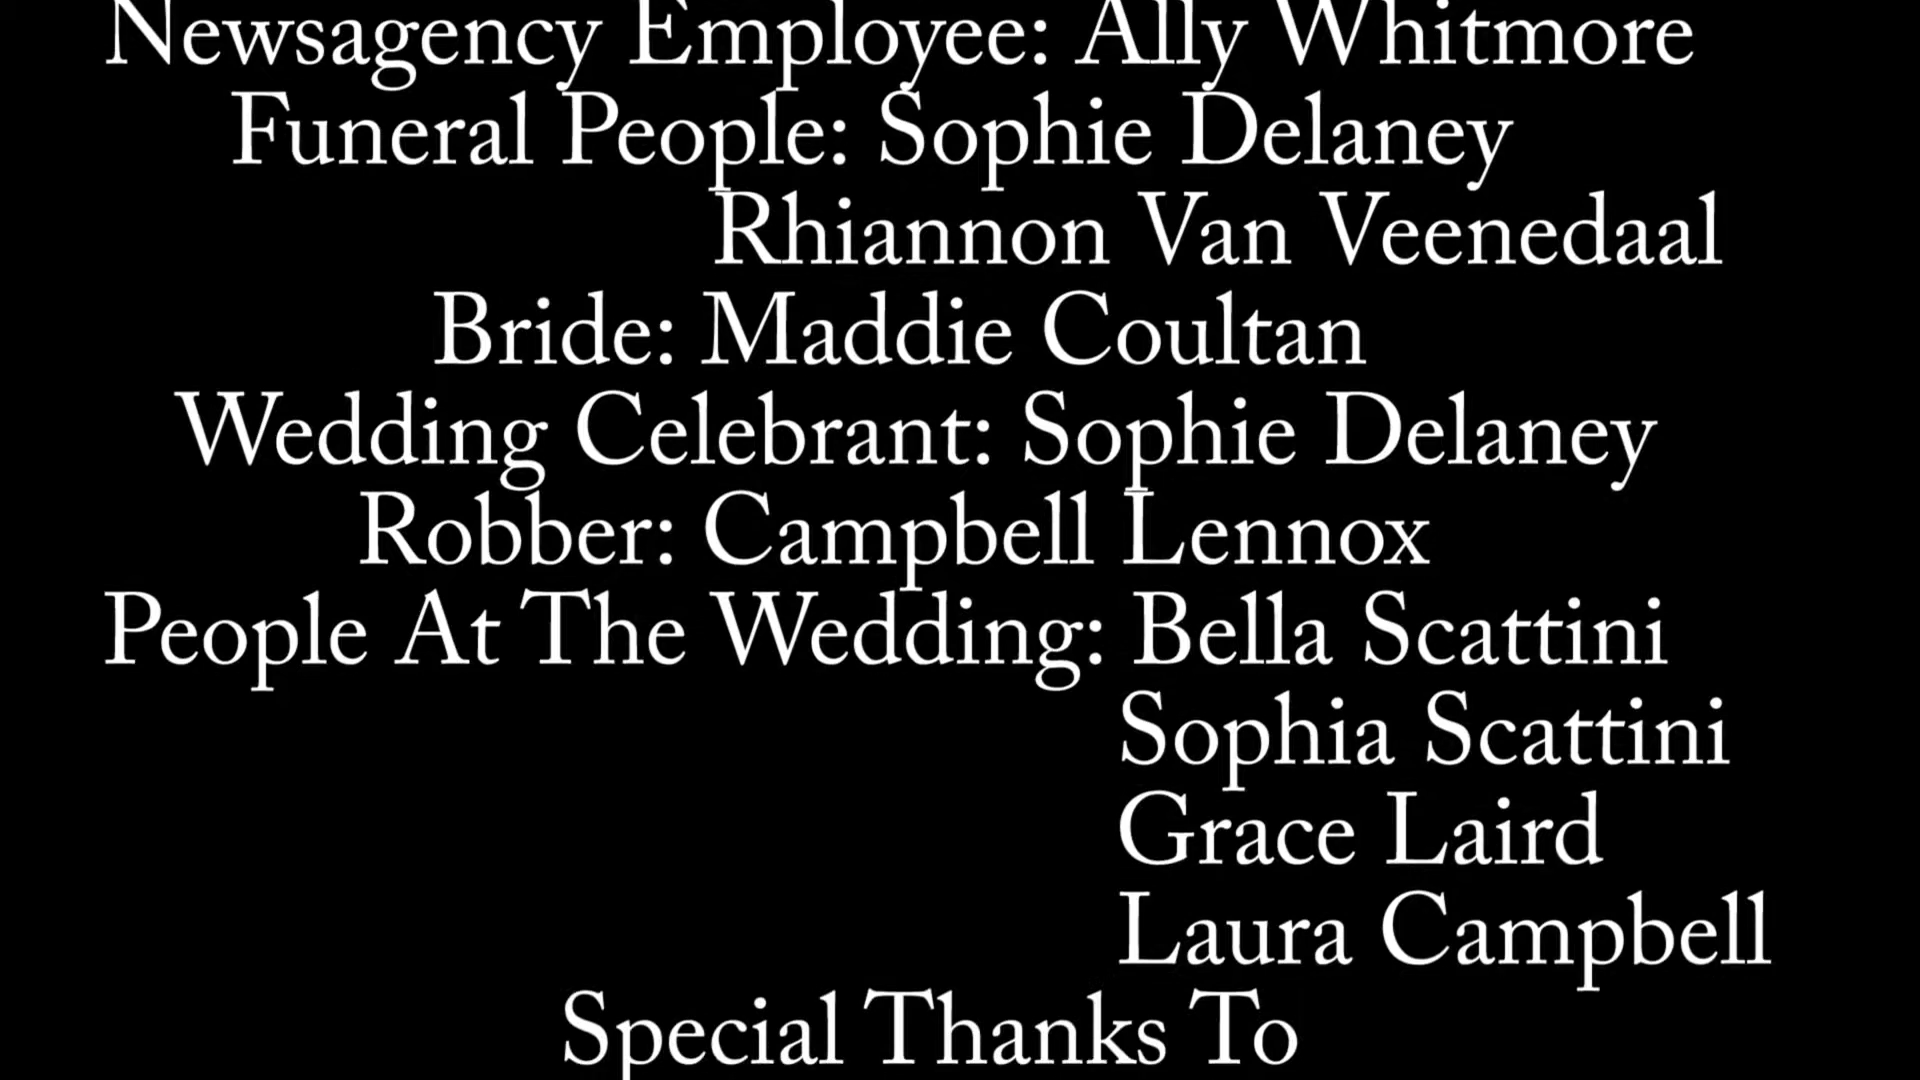 Newsagency Employee: Ally Whitmore
Funeral People: Sophie Delaney
Rhiannon Van Veenedaal
Bride: Maddie Coultan
Wedding Celebrant: Sophie Delaney
Robber: Campbell Lennox
People At The Wedding: Bella Scattini
Sophia Scattini
Grace Laird
Laura Campbell
Special Thanks To